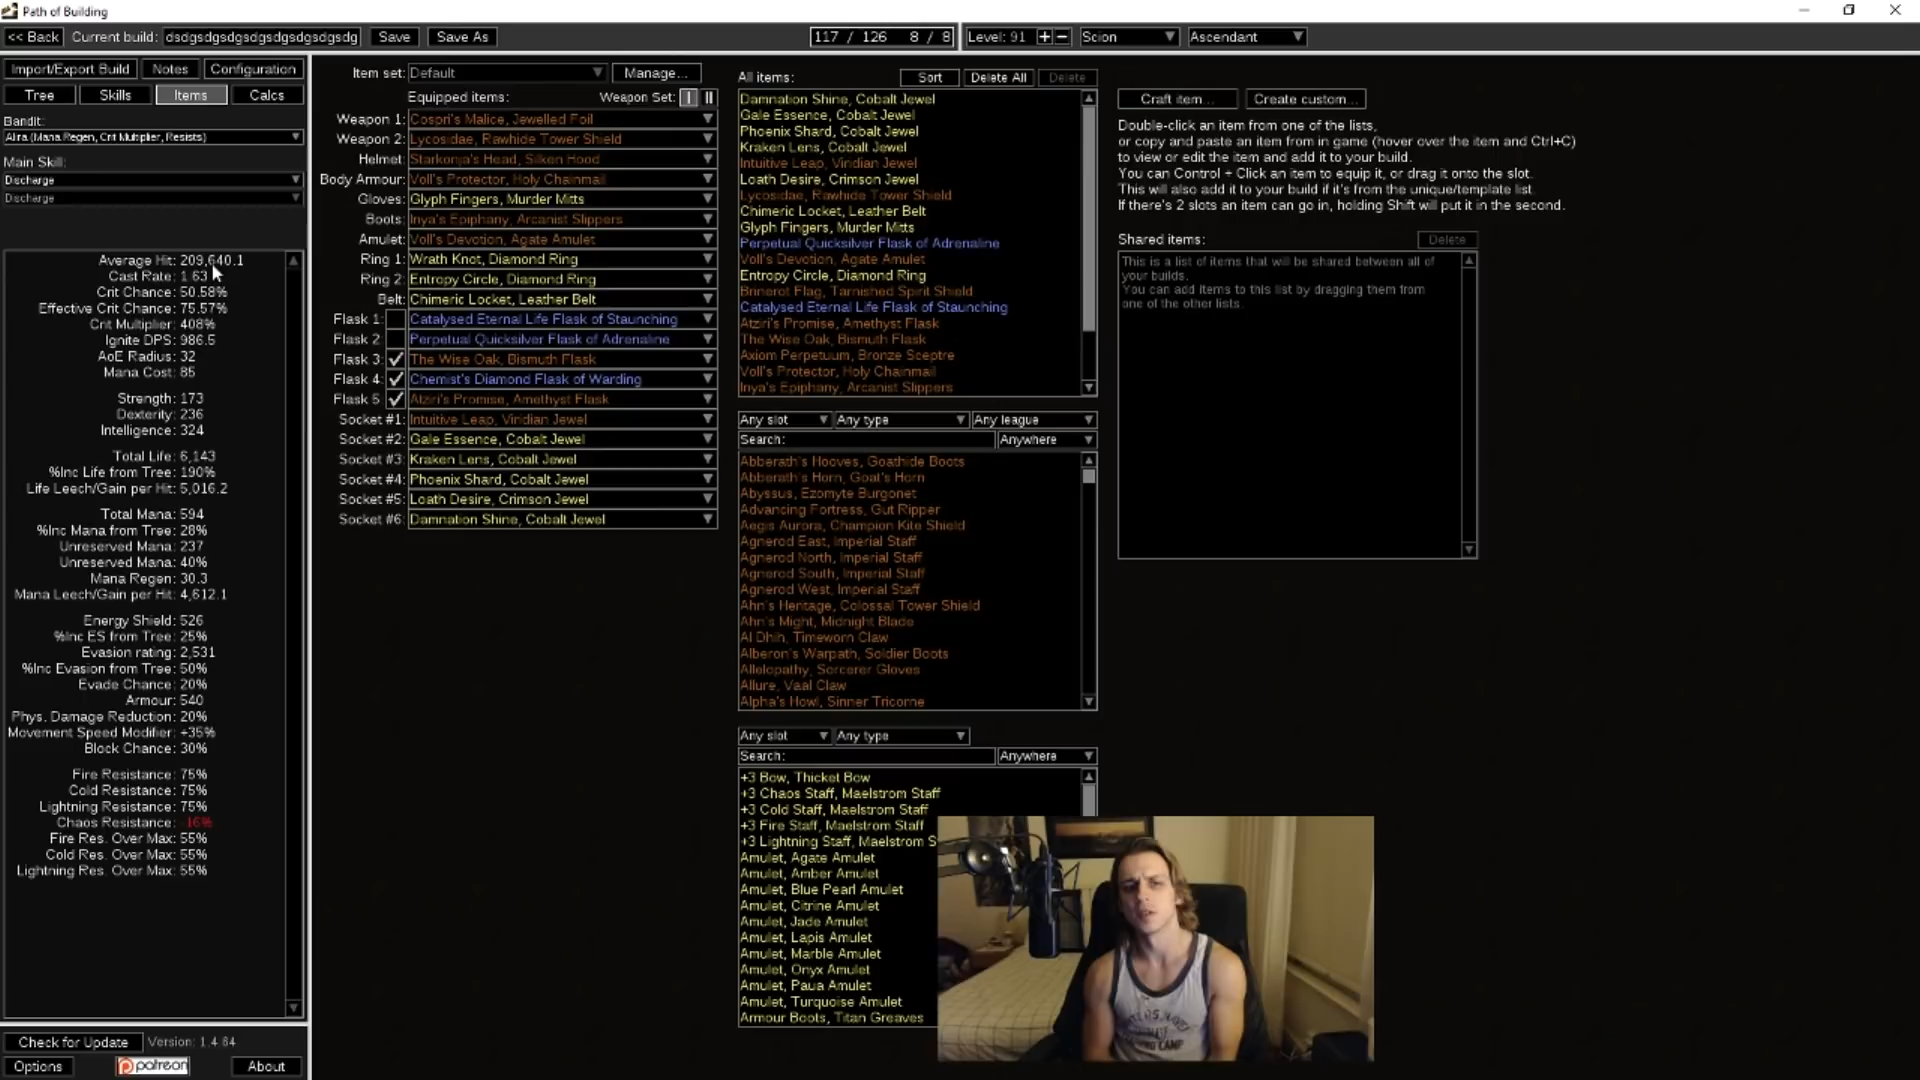 Path of Building
<< Back
Current build:
dsdgsdgsdgsdgsdgsdgsdgsdg
Save
Save As
117 / 126 8 / 8
Level: 91
Scion
Ascendant
Import/Export Build
Notes
Configuration
Tree
Skills
Items
Calcs
Bandit:
Alira (Mana Regen, Crit Multiplier, Resists)
Main Skill:
Discharge
Discharge
Average Hit: 209,640.1
Cast Rate: 1.63
Crit Chance: 50.58%
Effective Crit Chance: 75.57%
Crit Multiplier: 408%
Ignite DPS: 986.5
AoE Radius: 32
Mana Cost: 85
Strength: 173
Dexterity: 236
Intelligence: 324
Total Life: 6,143
%Inc Life from Tree: 190%
Life Leech/Gain per Hit: 5,016.2
Total Mana: 594
%Inc Mana from Tree: 28%
Unreserved Mana: 237
Unreserved Mana: 40%
Mana Regen: 30.3
Mana Leech/Gain per Hit: 4,612.1
Energy Shield: 526
%Inc ES from Tree: 25%
Evasion rating: 2,531
%Inc Evasion from Tree: 50%
Evade Chance: 20%
Armour: 540
Phys. Damage Reduction: 20%
Movement Speed Modifier: +35%
Block Chance: 30%
Fire Resistance: 75%
Cold Resistance: 75%
Lightning Resistance: 75%
Chaos Resistance: -16%
Fire Res. Over Max: 55%
Cold Res. Over Max: 55%
Lightning Res. Over Max: 55%
Check for Update
Version: 1.4.64
Options
patreon
About
Item set: Default
Manage...
Equipped items:
Weapon Set: I II
Weapon 1: Cospri's Malice, Jewelled Foil
Weapon 2: Lycosidae, Rawhide Tower Shield
Helmet: Starkonja's Head, Silken Hood
Body Armour: Voll's Protector, Holy Chainmail
Gloves: Glyph Fingers, Murder Mitts
Boots: Inya's Epiphany, Arcanist Slippers
Amulet: Voll's Devotion, Agate Amulet
Ring 1: Wrath Knot, Diamond Ring
Ring 2: Entropy Circle, Diamond Ring
Belt: Chimeric Locket, Leather Belt
Flask 1: Catalysed Eternal Life Flask of Staunching
Flask 2: Perpetual Quicksilver Flask of Adrenaline
Flask 3: The Wise Oak, Bismuth Flask
Flask 4: Chemist's Diamond Flask of Warding
Flask 5: Atziri's Promise, Amethyst Flask
Socket #1: Intuitive Leap, Viridian Jewel
Socket #2: Gale Essence, Cobalt Jewel
Socket #3: Kraken Lens, Cobalt Jewel
Socket #4: Phoenix Shard, Cobalt Jewel
Socket #5: Loath Desire, Crimson Jewel
Socket #6: Damnation Shine, Cobalt Jewel
All items:
Sort
Delete All
Delete
Damnation Shine, Cobalt Jewel
Gale Essence, Cobalt Jewel
Phoenix Shard, Cobalt Jewel
Kraken Lens, Cobalt Jewel
Intuitive Leap, Viridian Jewel
Loath Desire, Crimson Jewel
Lycosidae, Rawhide Tower Shield
Chimeric Locket, Leather Belt
Glyph Fingers, Murder Mitts
Perpetual Quicksilver Flask of Adrenaline
Voll's Devotion, Agate Amulet
Entropy Circle, Diamond Ring
Brinerot Flag, Tarnished Spirit Shield
Catalysed Eternal Life Flask of Staunching
Atziri's Promise, Amethyst Flask
The Wise Oak, Bismuth Flask
Axiom Perpetuum, Bronze Sceptre
Voll's Protector, Holy Chainmail
Inya's Epiphany, Arcanist Slippers
Any slot
Any type
Any league
Search:
Anywhere
Abberath's Hooves, Goathide Boots
Abberath's Horn, Goat's Horn
Abyssus, Ezomyte Burgonet
Advancing Fortress, Gut Ripper
Aegis Aurora, Champion Kite Shield
Agnerod East, Imperial Staff
Agnerod North, Imperial Staff
Agnerod South, Imperial Staff
Agnerod West, Imperial Staff
Ahn's Heritage, Colossal Tower Shield
Ahn's Might, Midnight Blade
Al Dhih, Timeworn Claw
Alberon's Warpath, Soldier Boots
Allelopathy, Sorcerer Gloves
Allure, Vaal Claw
Alpha's Howl, Sinner Tricorne
Any slot
Any type
Search:
Anywhere
+3 Bow, Thicket Bow
+3 Chaos Staff, Maelstrom Staff
+3 Cold Staff, Maelstrom Staff
+3 Fire Staff, Maelstrom Staff
+3 Lightning Staff, Maelstrom S
Amulet, Agate Amulet
Amulet, Amber Amulet
Amulet, Blue Pearl Amulet
Amulet, Citrine Amulet
Amulet, Jade Amulet
Amulet, Lapis Amulet
Amulet, Marble Amulet
Amulet, Onyx Amulet
Amulet, Paua Amulet
Amulet, Turquoise Amulet
Armour Boots, Titan Greaves
Craft item...
Create custom...
Double-click an item from one of the lists,
or copy and paste an item from in game (hover over the item and Ctrl+C)
to view or edit the item and add it to your build.
You can Control + Click an item to equip it, or drag it onto the slot.
This will also add it to your build if it's from the unique/template list.
If there's 2 slots an item can go in, holding Shift will put it in the second.
Shared items:
Delete
This is a list of items that will be shared between all of
your builds.
You can add items to this list by dragging them from
one of the other lists.